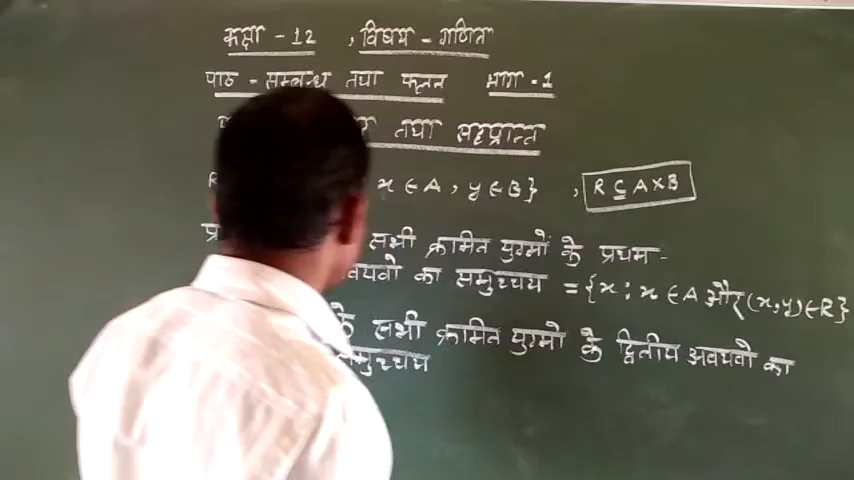 कक्षा - 12 , विषय - गणित
पाठ - सम्बन्ध तथा फलन भाग - 1
तथा सहप्रान्त
R x ∈ A , y ∈ B} , R ⊆ A×B
सभी क्रमित युग्मों के प्रथम -
अवयवों का समुच्चय = {x : x ∈ A और (x, y) ∈ R}
के सभी क्रमित युग्मो के द्वितीय अवयवों का
समुच्चय